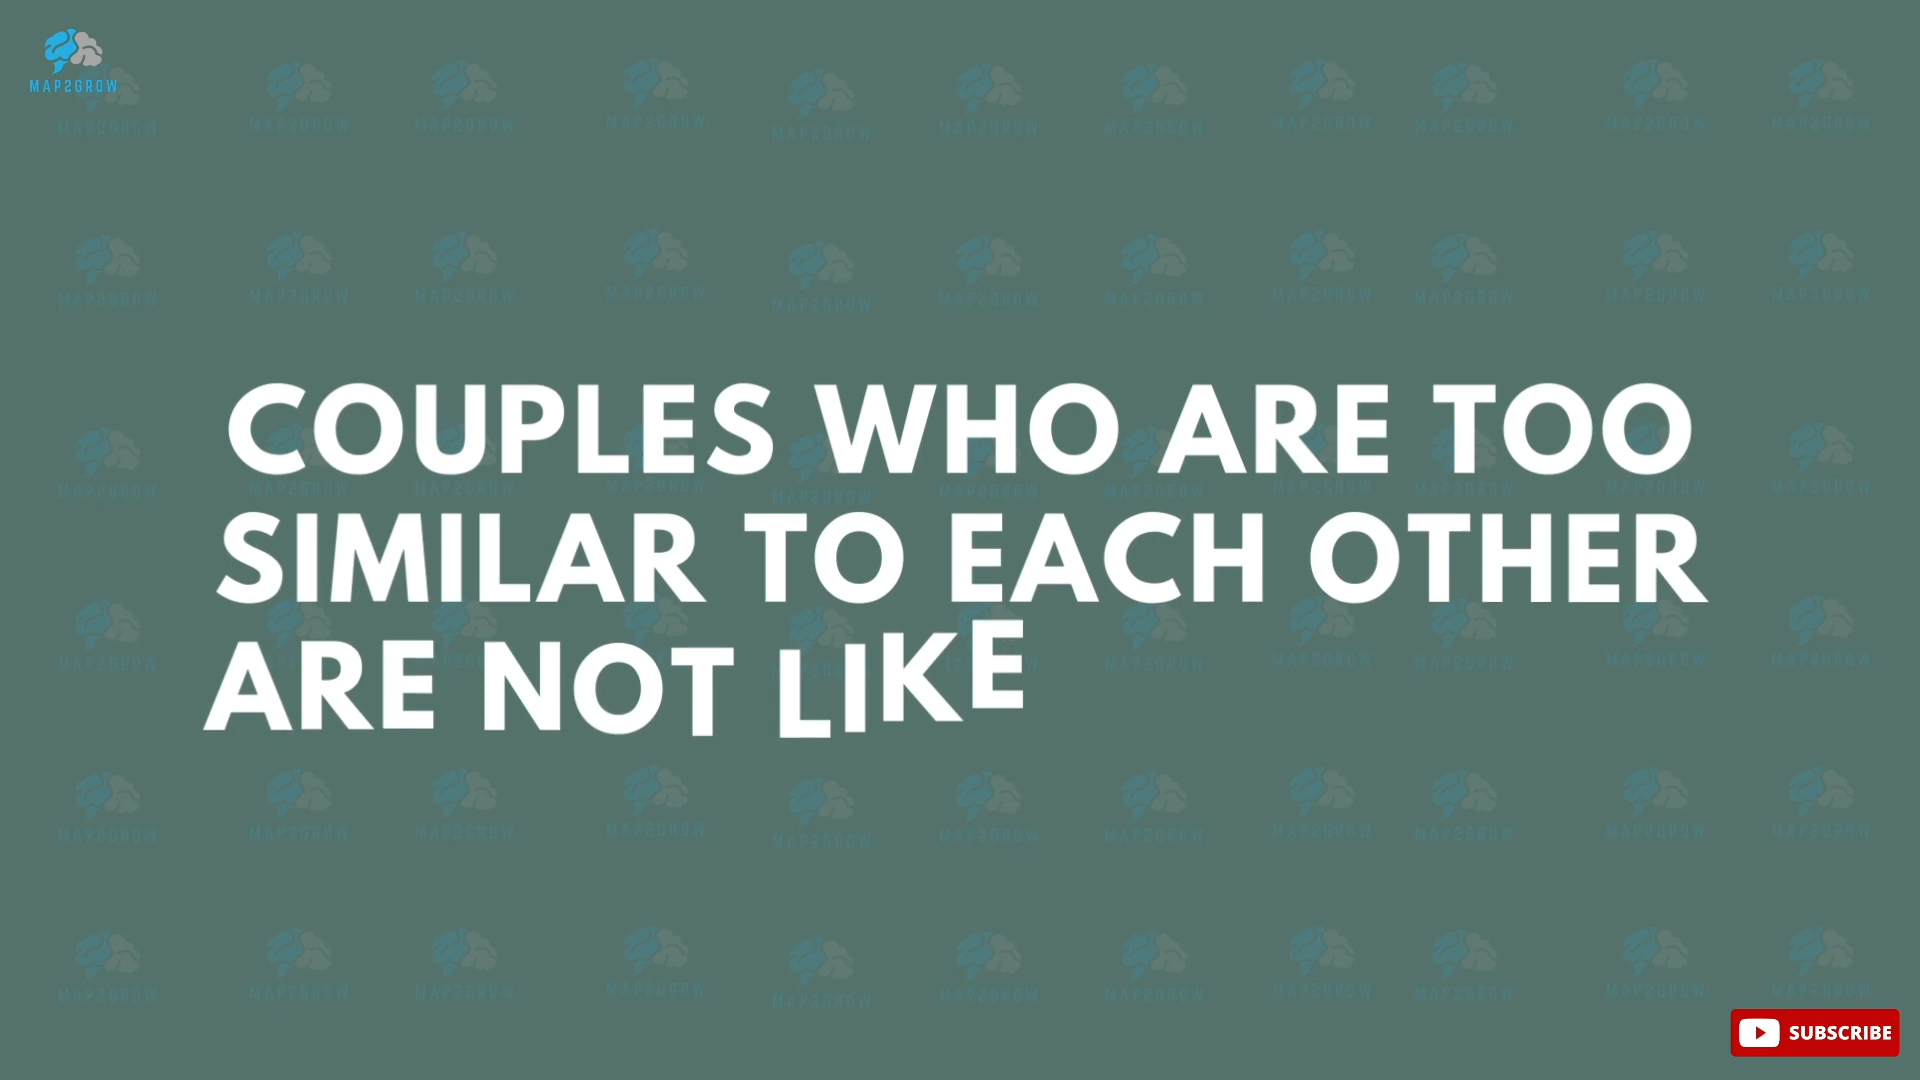 MAP2GROW
COUPLES WHO ARE TOO
SIMILAR TO EACH OTHER
ARE NOT LIKE
SUBSCRIBE